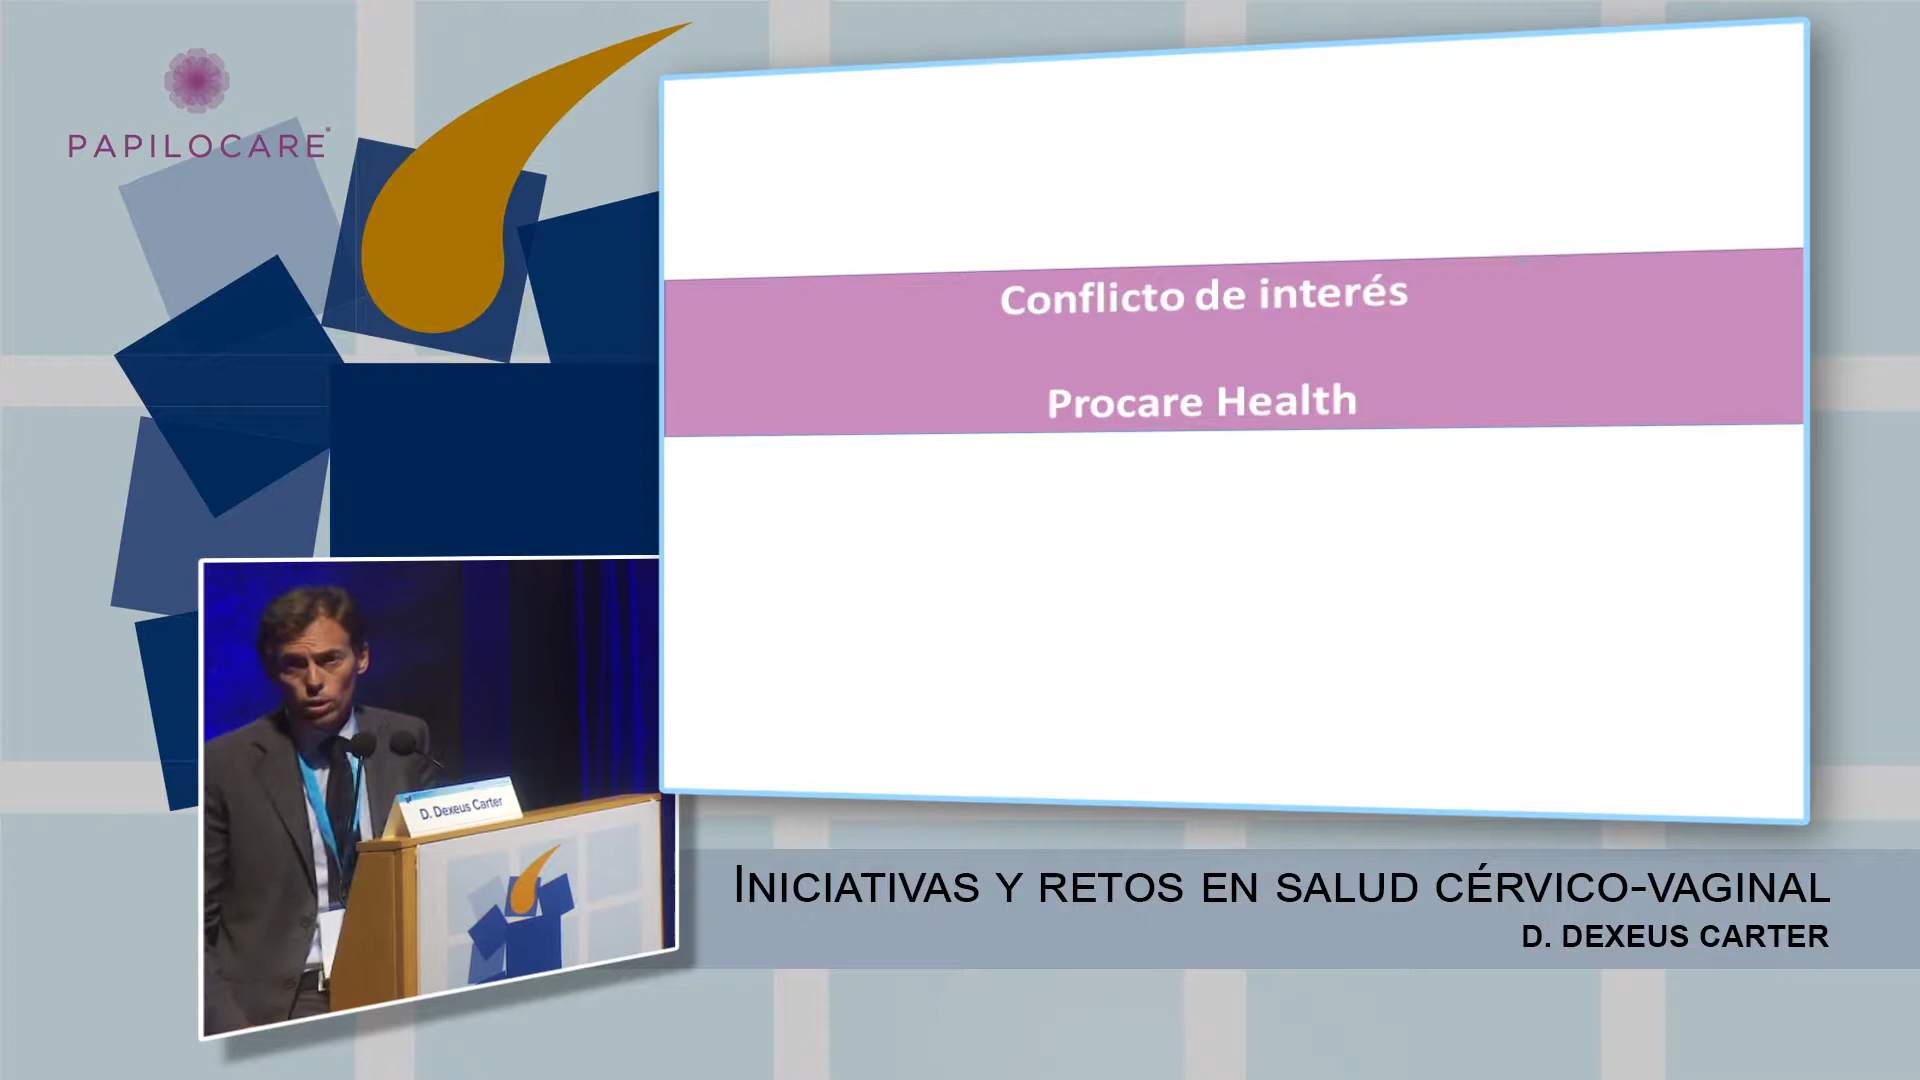 PAPILOCARE
Conflicto de interés
Procare Health
D. Dexeus Carter
INICIATIVAS Y RETOS EN SALUD CÉRVICO-VAGINAL
D. DEXEUS CARTER